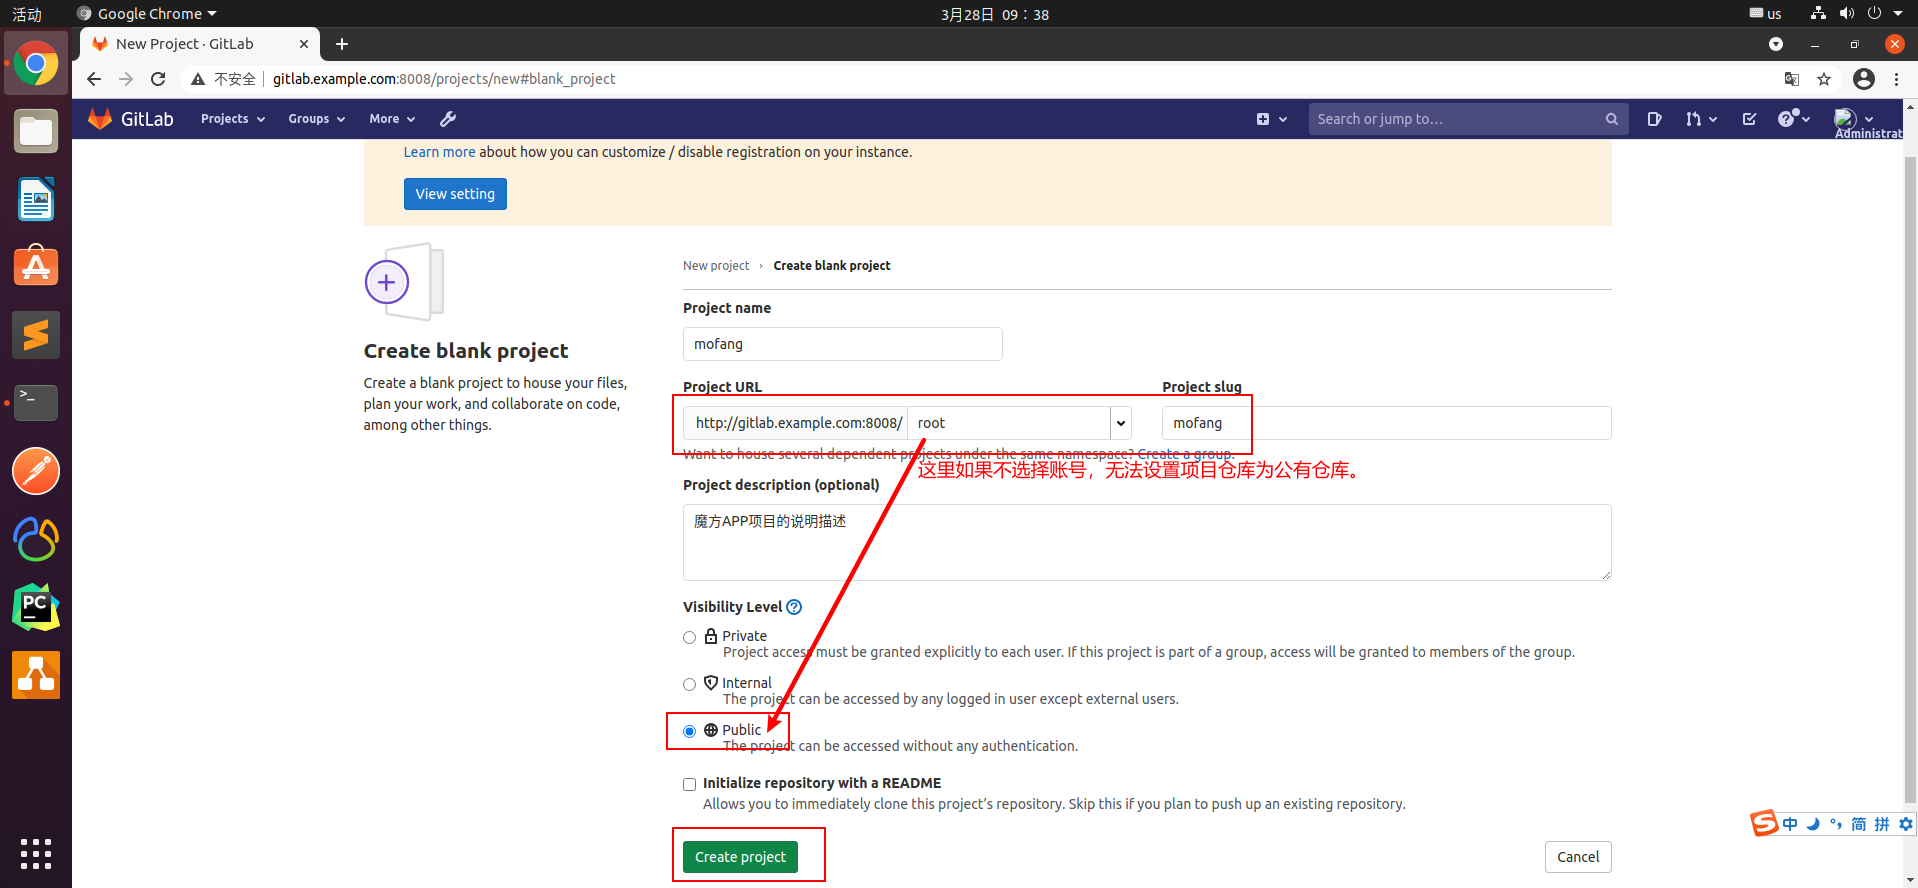 活动
Google Chrome
3月28日 09：38
us
New Project · GitLab
不安全
gitlab.example.com:8008/projects/new#blank_project
GitLab
Projects
Groups
More
Search or jump to…
Administrat
Learn more about how you can customize / disable registration on your instance.
View setting
New project › Create blank project
Create blank project
Create a blank project to house your files,
plan your work, and collaborate on code,
among other things.
Project name
mofang
Project URL
Project slug
http://gitlab.example.com:8008/
root
mofang
Want to house several dependent projects under the same namespace? Create a group.
这里如果不选择账号，无法设置项目仓库为公有仓库。
Project description (optional)
魔方APP项目的说明描述
Visibility Level
Private
Project access must be granted explicitly to each user. If this project is part of a group, access will be granted to members of the group.
Internal
The project can be accessed by any logged in user except external users.
Public
The project can be accessed without any authentication.
Initialize repository with a README
Allows you to immediately clone this project’s repository. Skip this if you plan to push up an existing repository.
Create project
Cancel
PC
S中简拼